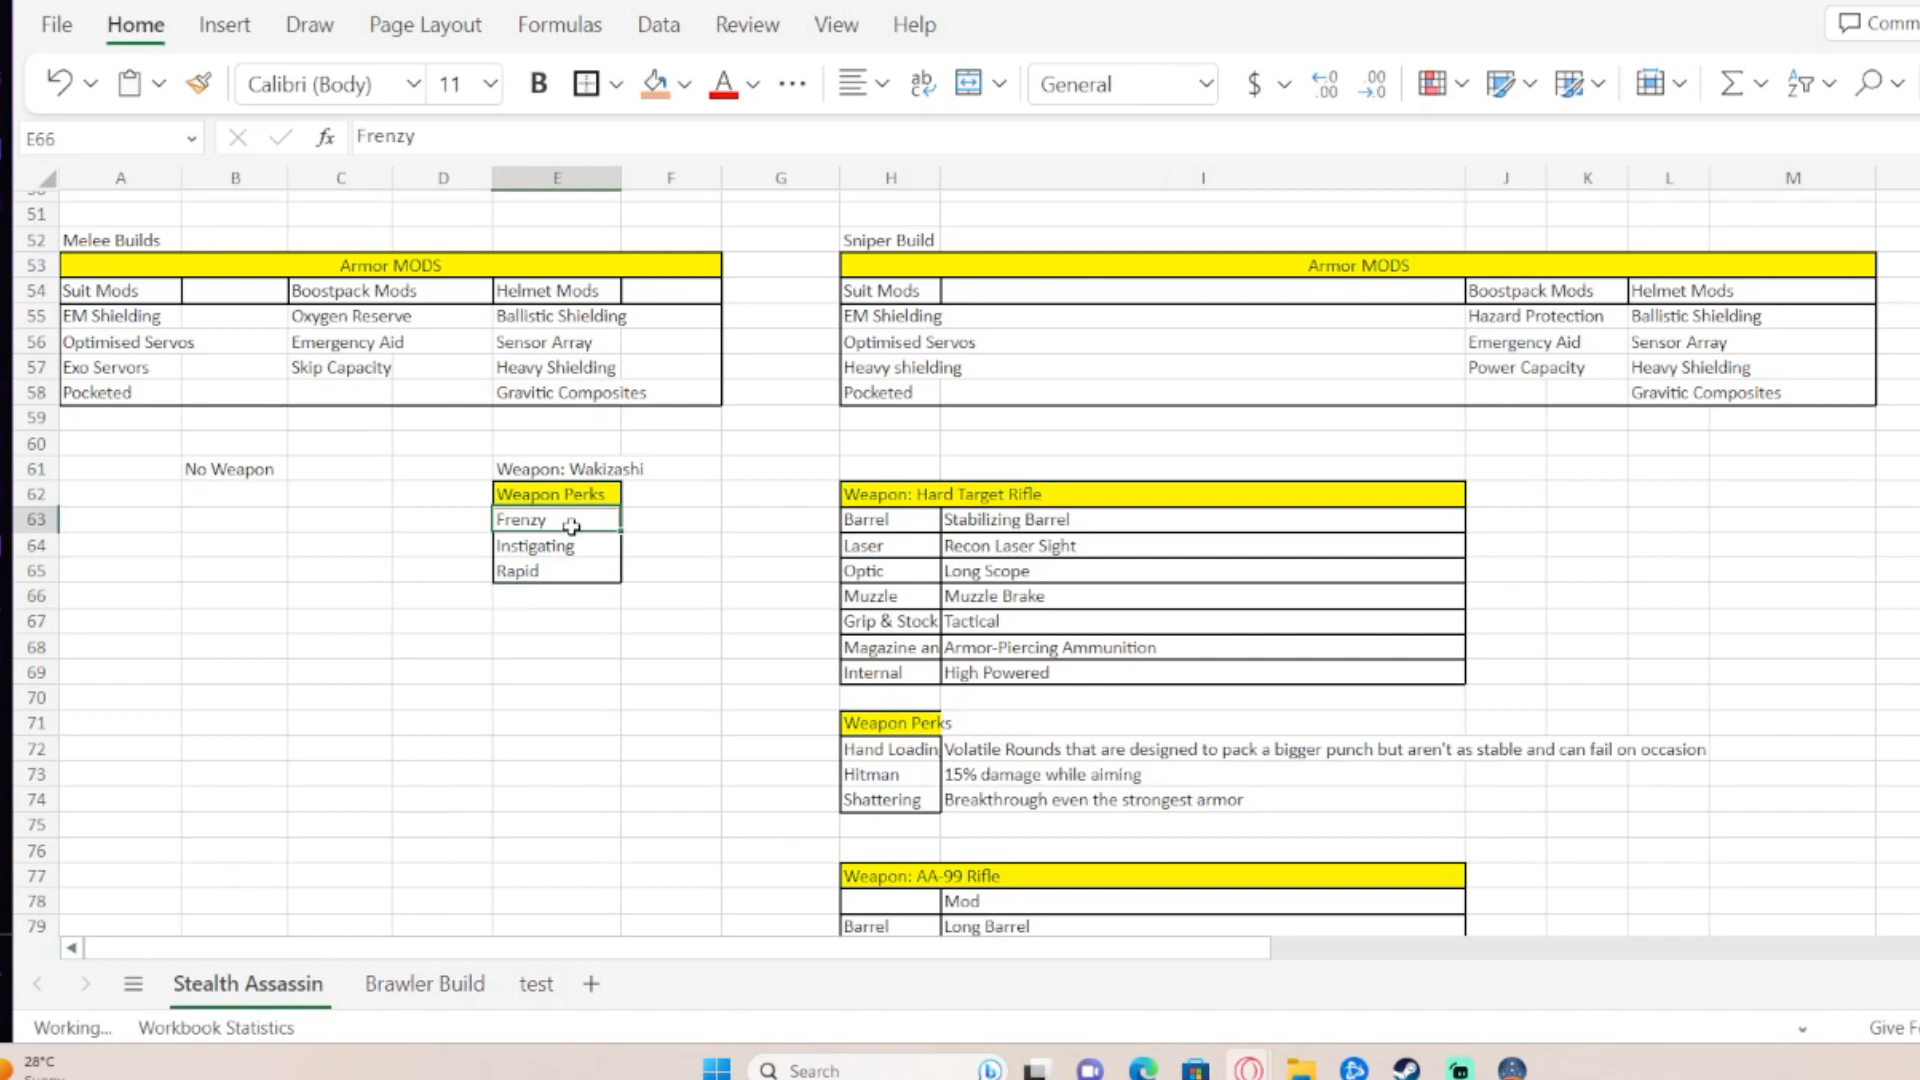 File Home Insert Draw Page Layout Formulas Data Review View Help Comm
Calibri (Body) 11 B A ab General $ .00 .00
E66 fx Frenzy
A B C D E F G H I J K L M
51
52 Melee Builds Sniper Build
53 Armor MODS Armor MODS
54 Suit Mods Boostpack Mods Helmet Mods Suit Mods Boostpack Mods Helmet Mods
55 EM Shielding Oxygen Reserve Ballistic Shielding EM Shielding Hazard Protection Ballistic Shielding
56 Optimised Servos Emergency Aid Sensor Array Optimised Servos Emergency Aid Sensor Array
57 Exo Servors Skip Capacity Heavy Shielding Heavy shielding Power Capacity Heavy Shielding
58 Pocketed Gravitic Composites Pocketed Gravitic Composites
59
60
61 No Weapon Weapon: Wakizashi
62 Weapon Perks Weapon: Hard Target Rifle
63 Frenzy Barrel Stabilizing Barrel
64 Instigating Laser Recon Laser Sight
65 Rapid Optic Long Scope
66 Muzzle Muzzle Brake
67 Grip & Stock Tactical
68 Magazine an Armor-Piercing Ammunition
69 Internal High Powered
70
71 Weapon Perks
72 Hand Loadin Volatile Rounds that are designed to pack a bigger punch but aren't as stable and can fail on occasion
73 Hitman 15% damage while aiming
74 Shattering Breakthrough even the strongest armor
75
76
77 Weapon: AA-99 Rifle
78 Mod
79 Barrel Long Barrel
Stealth Assassin Brawler Build test
Working... Workbook Statistics Give F
28°C
Search